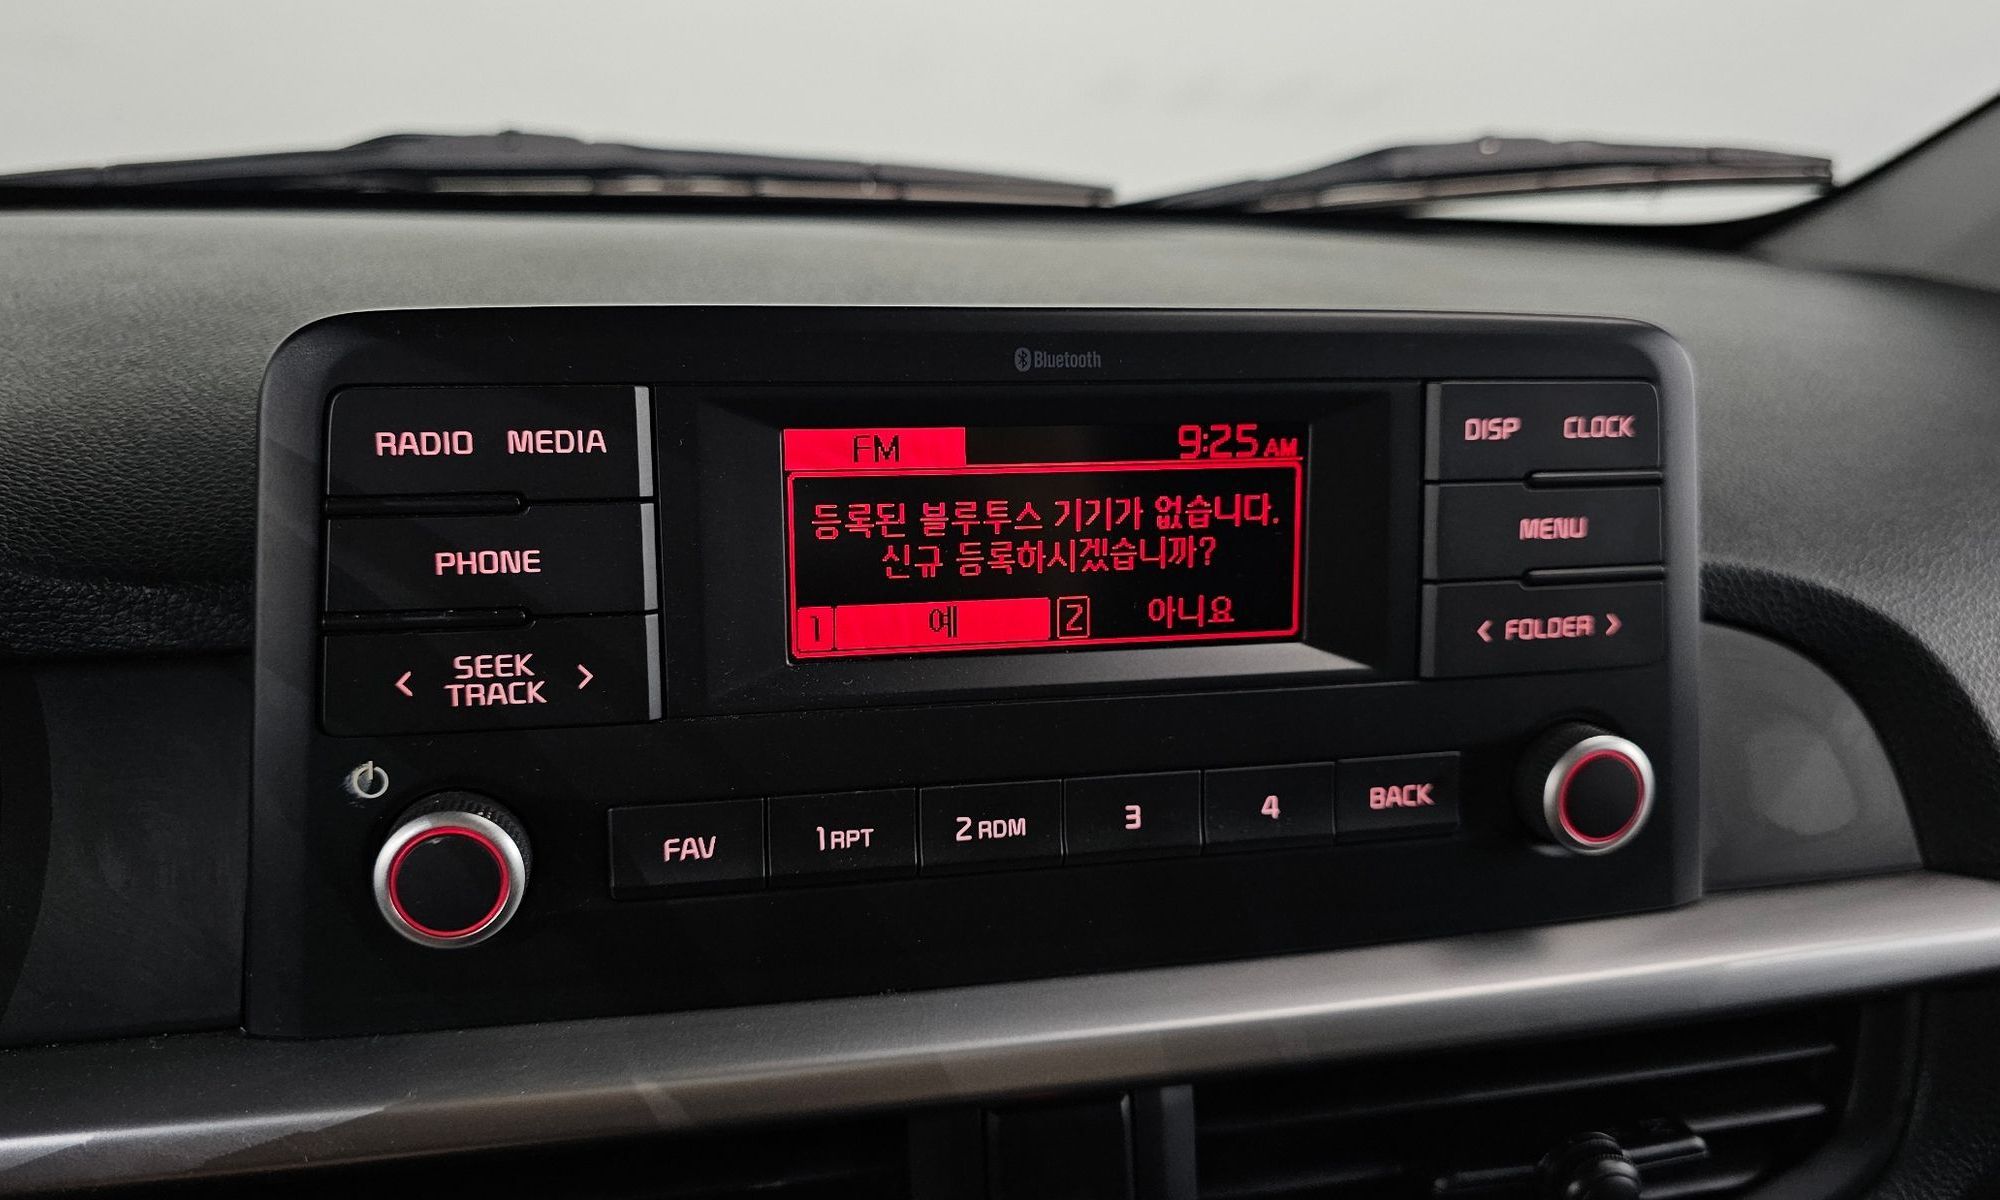 Bluetooth
RADIO MEDIA
PHONE
< SEEK TRACK >
FM 9:25 AM
등록된 블루투스 기기가 없습니다.
신규 등록하시겠습니까?
1 예 2 아니요
DISP CLOCK
MENU
< FOLDER >
FAV 1 RPT 2 RDM 3 4 BACK